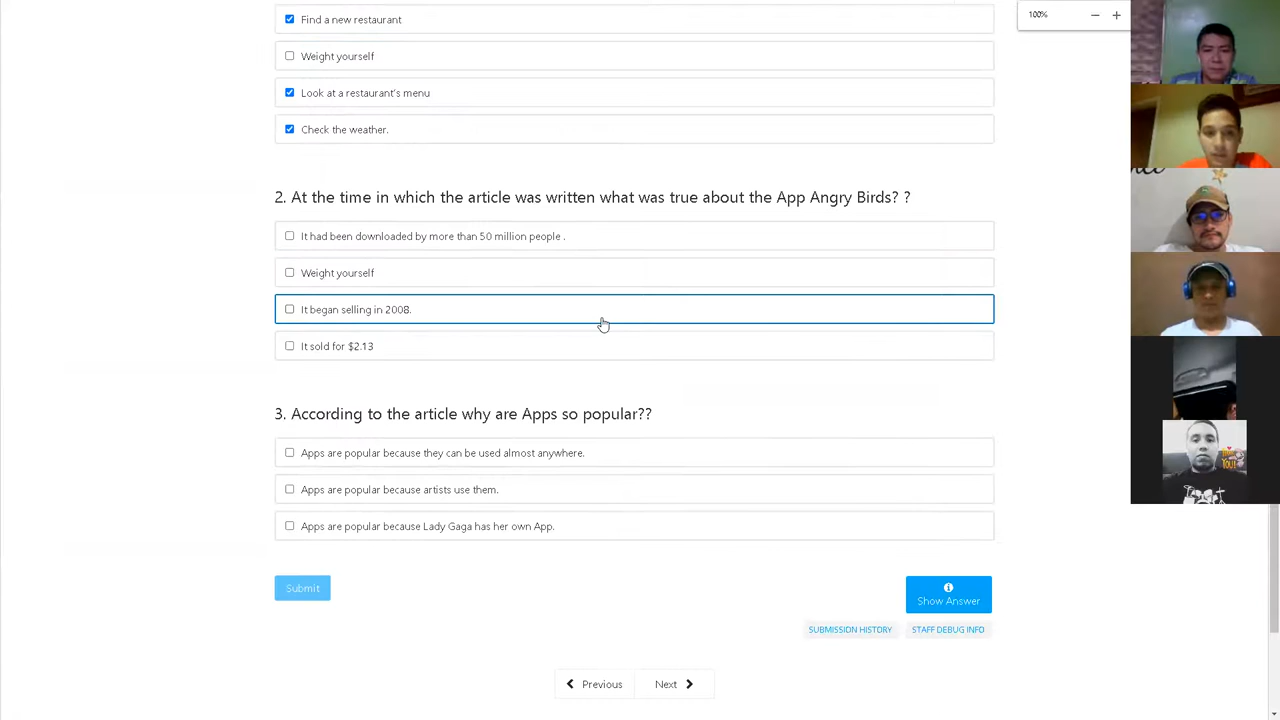 100%
Find a new restaurant
Weight yourself
Look at a restaurant's menu
Check the weather.
2. At the time in which the article was written what was true about the App Angry Birds? ?
It had been downloaded by more than 50 million people .
Weight yourself
It began selling in 2008.
It sold for $2.13
3. According to the article why are Apps so popular??
Apps are popular because they can be used almost anywhere.
Apps are popular because artists use them.
Apps are popular because Lady Gaga has her own App.
Submit
Show Answer
SUBMISSION HISTORY
STAFF DEBUG INFO
Previous
Next
YOU!